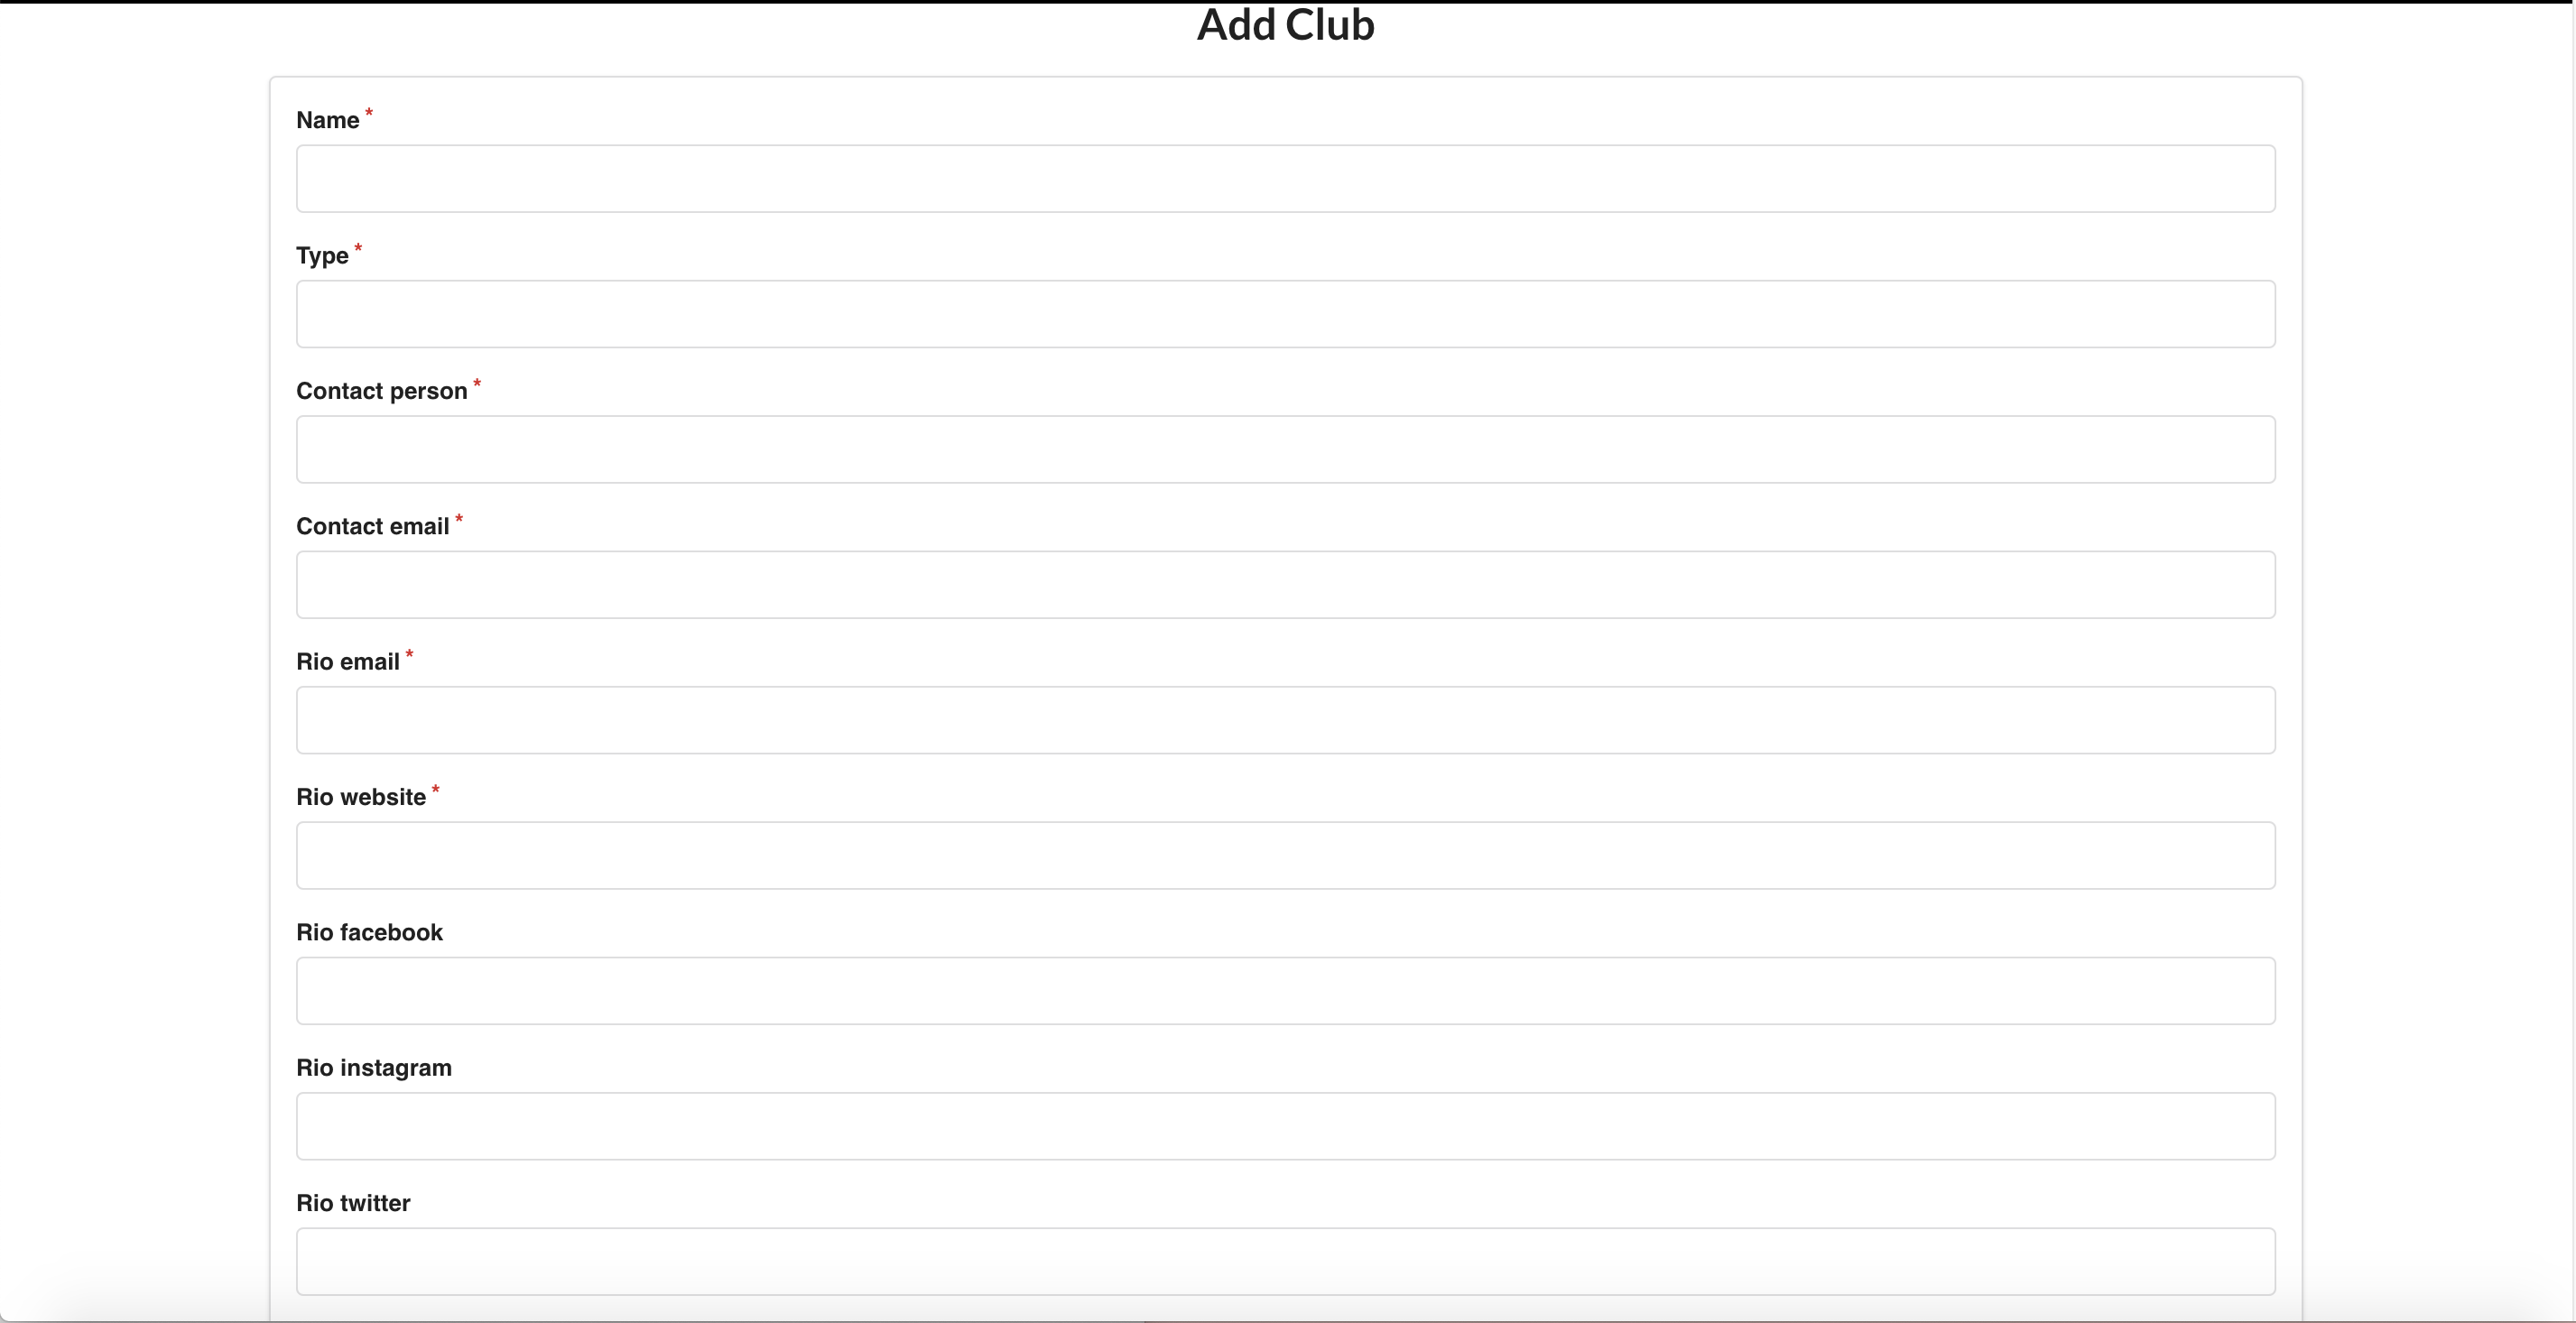 Add Club
Name *
Type *
Contact person *
Contact email *
Rio email *
Rio website *
Rio facebook
Rio instagram
Rio twitter